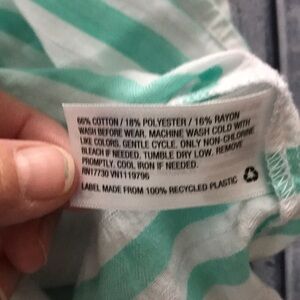 66% COTTON / 18% POLYESTER / 16% RAYON
WASH BEFORE WEAR. MACHINE WASH COLD WITH
LIKE COLORS. GENTLE CYCLE. ONLY NON-CHLORINE
BLEACH IF NEEDED. TUMBLE DRY LOW. REMOVE
PROMPTLY. COOL IRON IF NEEDED.
RN17730 VN1119796
LABEL MADE FROM 100% RECYCLED PLASTIC